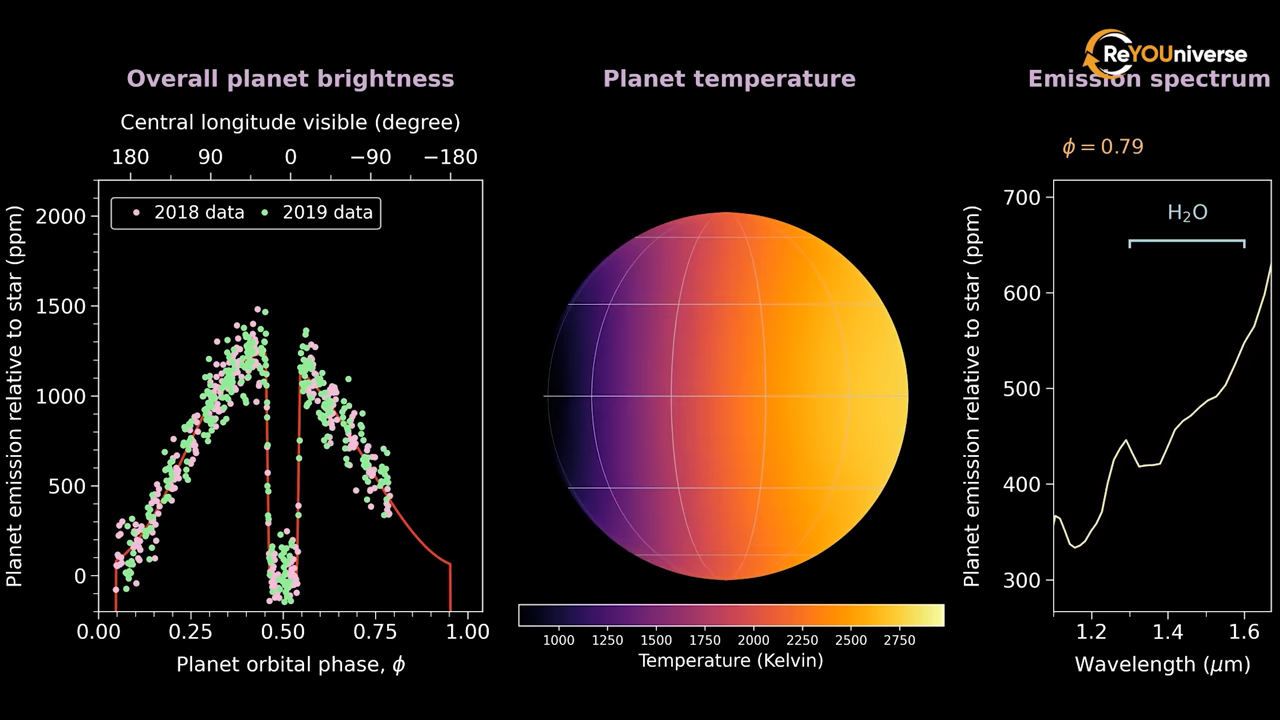 ReYOUniverse
Overall planet brightness
Central longitude visible (degree)
180 90 0 −90 −180
2018 data 2019 data
Planet emission relative to star (ppm)
2000
1500
1000
500
0
0.00 0.25 0.50 0.75 1.00
Planet orbital phase, ϕ
Planet temperature
1000 1250 1500 1750 2000 2250 2500 2750
Temperature (Kelvin)
Emission spectrum
ϕ = 0.79
H₂O
Planet emission relative to star (ppm)
700
600
500
400
300
1.2 1.4 1.6
Wavelength (μm)